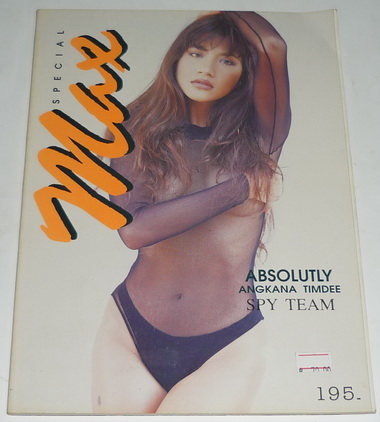 SPECIAL
Max
ABSOLUTLY
ANGKANA TIMDEE
SPY TEAM
195.-